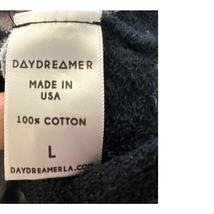 DAYDREAMER
MADE IN
USA
100% COTTON
L
DAYDREAMERLA.COM